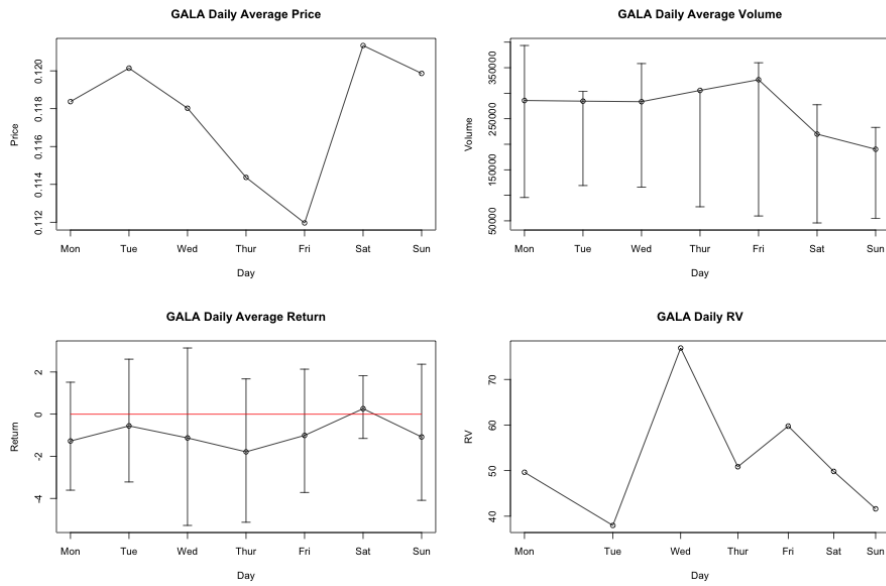 GALA Daily Average Price
Price
0.120
0.118
0.116
0.114
0.112
Mon Tue Wed Thur Fri Sat Sun
Day
GALA Daily Average Volume
Volume
350000
250000
150000
50000
Mon Tue Wed Thur Fri Sat Sun
Day
GALA Daily Average Return
Return
2
0
-2
-4
Mon Tue Wed Thur Fri Sat Sun
Day
GALA Daily RV
RV
70
60
50
40
Mon Tue Wed Thur Fri Sat Sun
Day